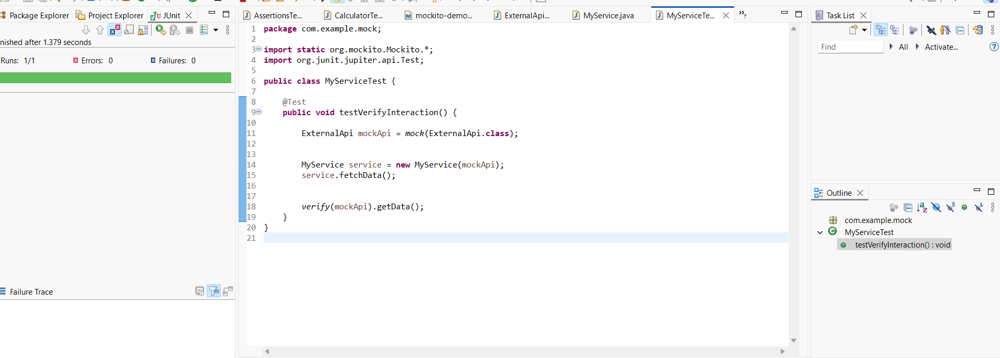 Package Explorer Project Explorer JUnit
nished after 1.379 seconds
Runs: 1/1 Errors: 0 Failures: 0
Failure Trace
AssertionsTe... CalculatorTe... mockito-demo... ExternalApi... MyService.java MyServiceTe... »7
1 package com.example.mock;
2
3 import static org.mockito.Mockito.*;
4 import org.junit.jupiter.api.Test;
5
6 public class MyServiceTest {
7
8 @Test
9 public void testVerifyInteraction() {
10
11 ExternalApi mockApi = mock(ExternalApi.class);
12
13
14 MyService service = new MyService(mockApi);
15 service.fetchData();
16
17
18 verify(mockApi).getData();
19 }
20 }
21
Task List
Find All Activate...
Outline
com.example.mock
MyServiceTest
testVerifyInteraction() : void